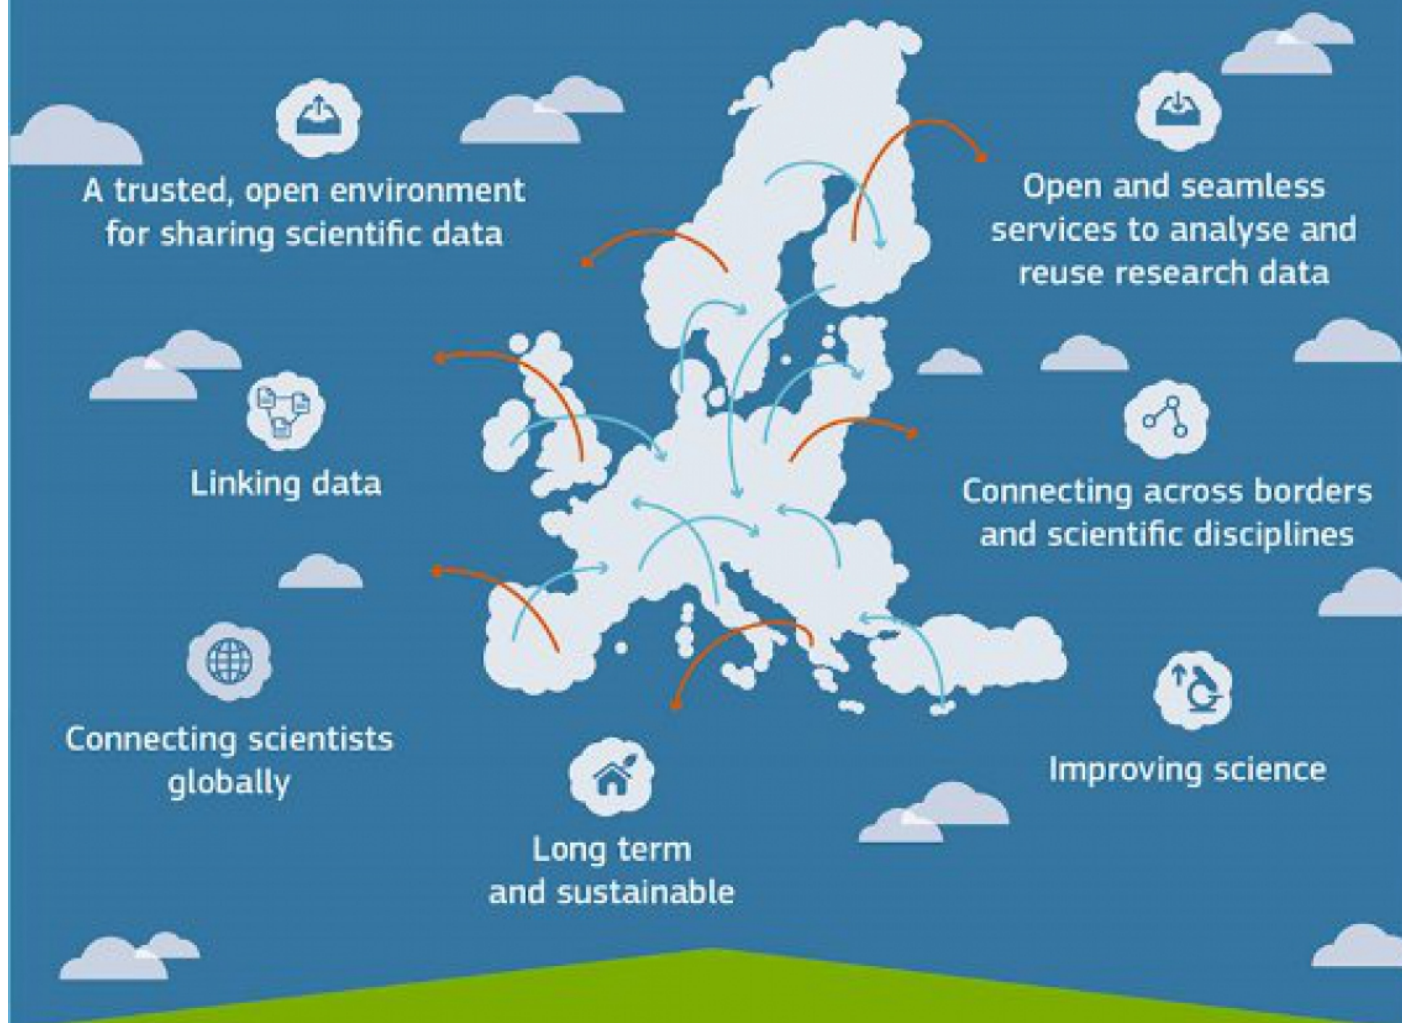 A trusted, open environment
for sharing scientific data
Open and seamless
services to analyse and
reuse research data
Linking data
Connecting across borders
and scientific disciplines
Connecting scientists
globally
Improving science
Long term
and sustainable